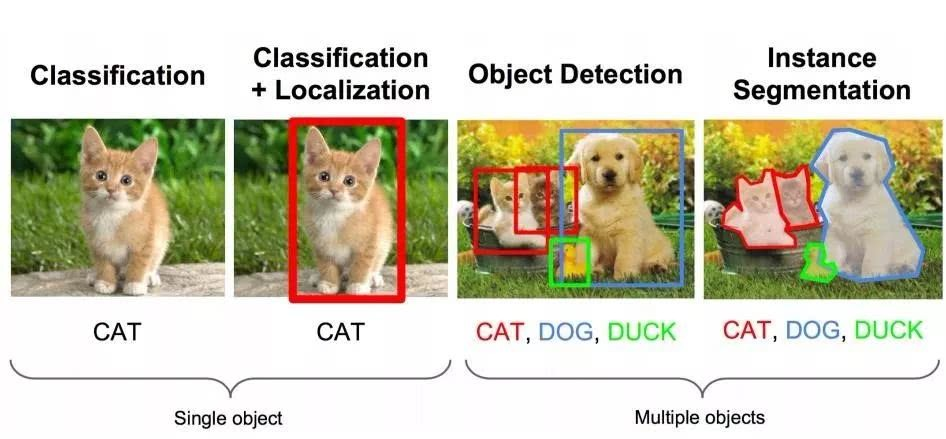 Classification
Classification
+ Localization
Object Detection
Instance
Segmentation
CAT
CAT
CAT, DOG, DUCK
CAT, DOG, DUCK
Single object
Multiple objects